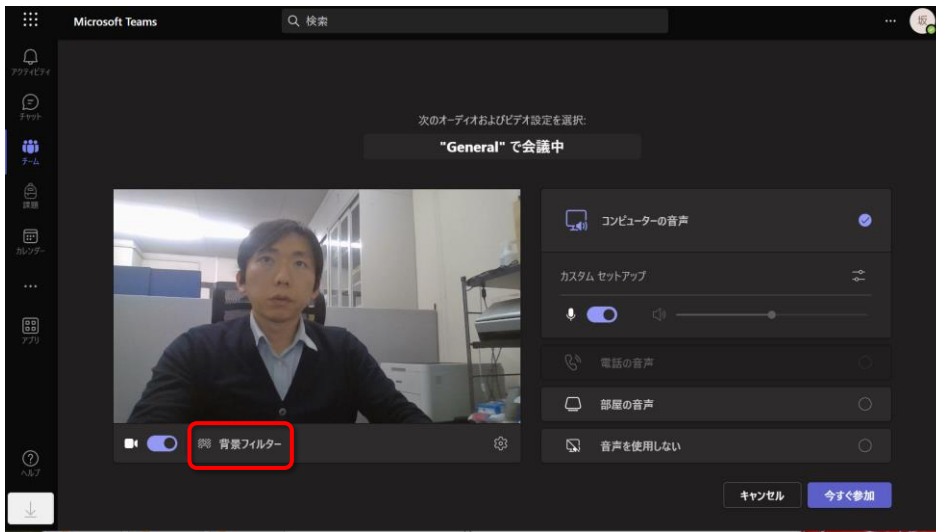 Microsoft Teams
検索
坂
アクティビティ
チャット
チーム
課題
カレンダー
アプリ
ヘルプ
次のオーディオおよびビデオ設定を選択:
"General" で会議中
背景フィルター
コンピューターの音声
カスタム セットアップ
電話の音声
部屋の音声
音声を使用しない
キャンセル
今すぐ参加